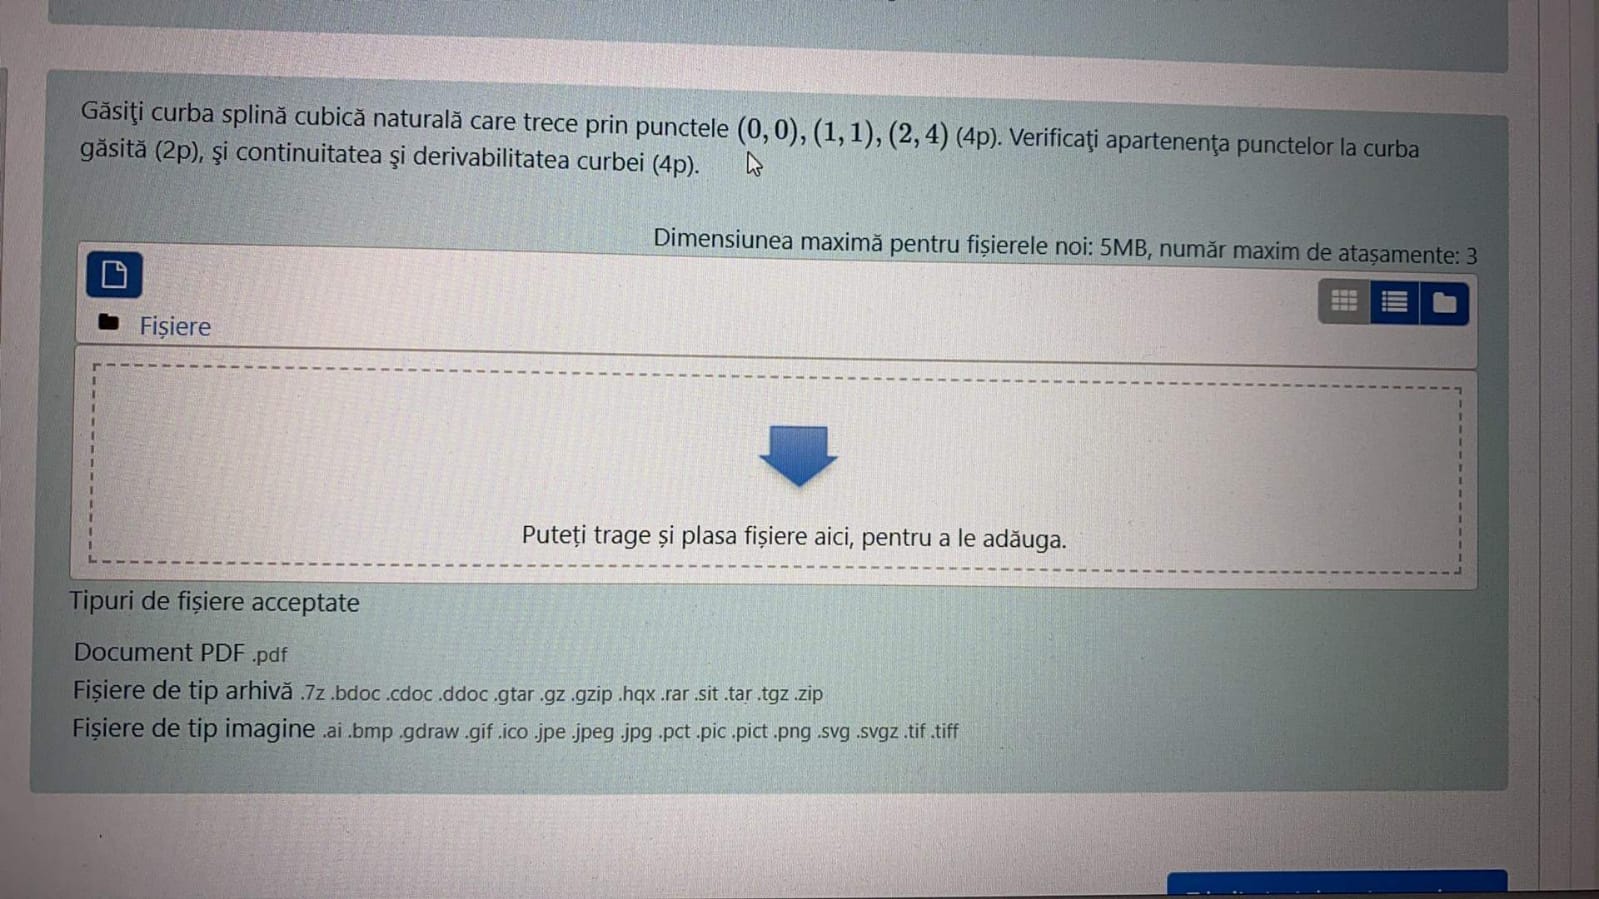 Găsiţi curba splină cubică naturală care trece prin punctele (0, 0), (1, 1), (2, 4) (4p). Verificaţi apartenenţa punctelor la curba
găsită (2p), şi continuitatea şi derivabilitatea curbei (4p).
Dimensiunea maximă pentru fișierele noi: 5MB, număr maxim de atașamente: 3
Fișiere
Puteți trage și plasa fișiere aici, pentru a le adăuga.
Tipuri de fișiere acceptate
Document PDF .pdf
Fișiere de tip arhivă .7z .bdoc .cdoc .ddoc .gtar .gz .gzip .hqx .rar .sit .tar .tgz .zip
Fișiere de tip imagine .ai .bmp .gdraw .gif .ico .jpe .jpeg .jpg .pct .pic .pict .png .svg .svgz .tif .tiff